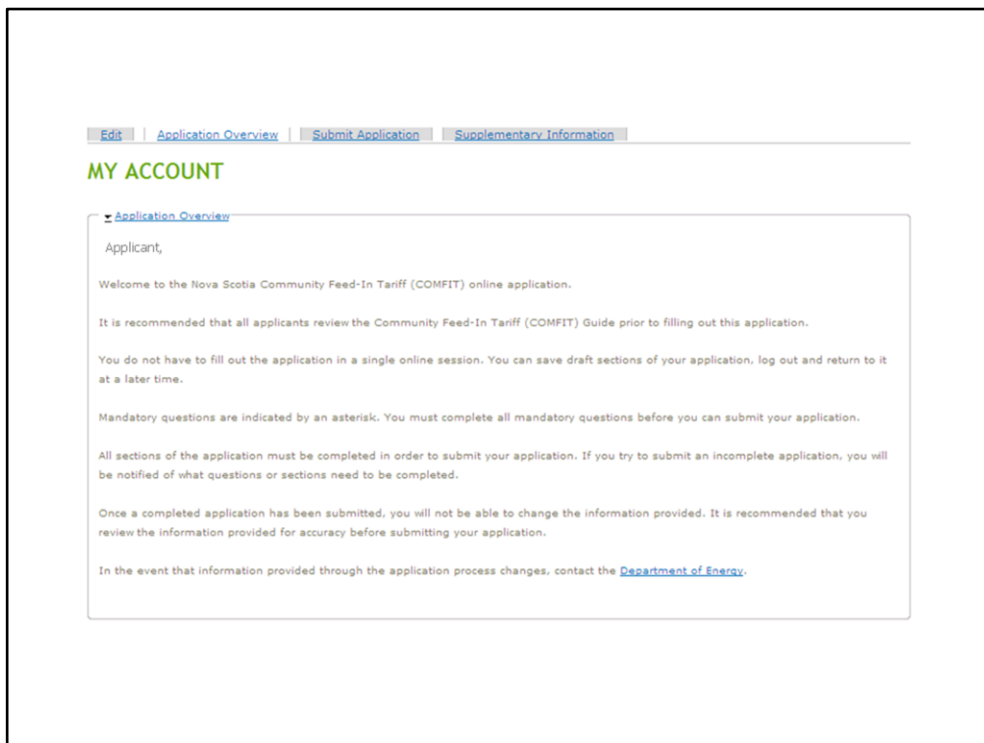 Edit Application Overview Submit Application Supplementary Information
MY ACCOUNT
Application Overview
Applicant,
Welcome to the Nova Scotia Community Feed-In Tariff (COMFIT) online application.
It is recommended that all applicants review the Community Feed-In Tariff (COMFIT) Guide prior to filling out this application.
You do not have to fill out the application in a single online session. You can save draft sections of your application, log out and return to it
at a later time.
Mandatory questions are indicated by an asterisk. You must complete all mandatory questions before you can submit your application.
All sections of the application must be completed in order to submit your application. If you try to submit an incomplete application, you will
be notified of what questions or sections need to be completed.
Once a completed application has been submitted, you will not be able to change the information provided. It is recommended that you
review the information provided for accuracy before submitting your application.
In the event that information provided through the application process changes, contact the Department of Energy.